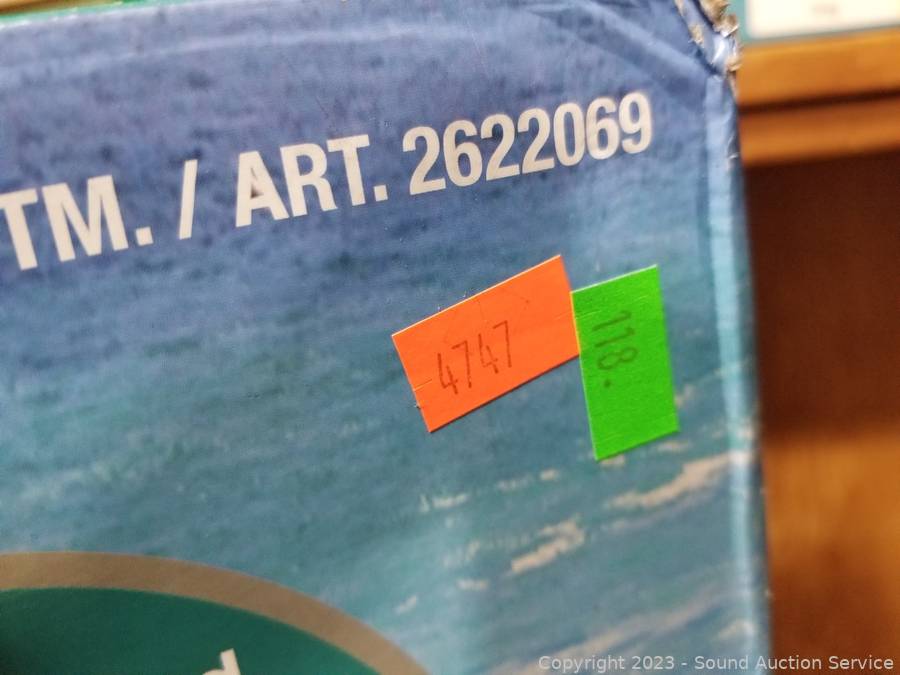 TM. / ART. 2622069
4747
118.
Copyright 2023 - Sound Auction Service